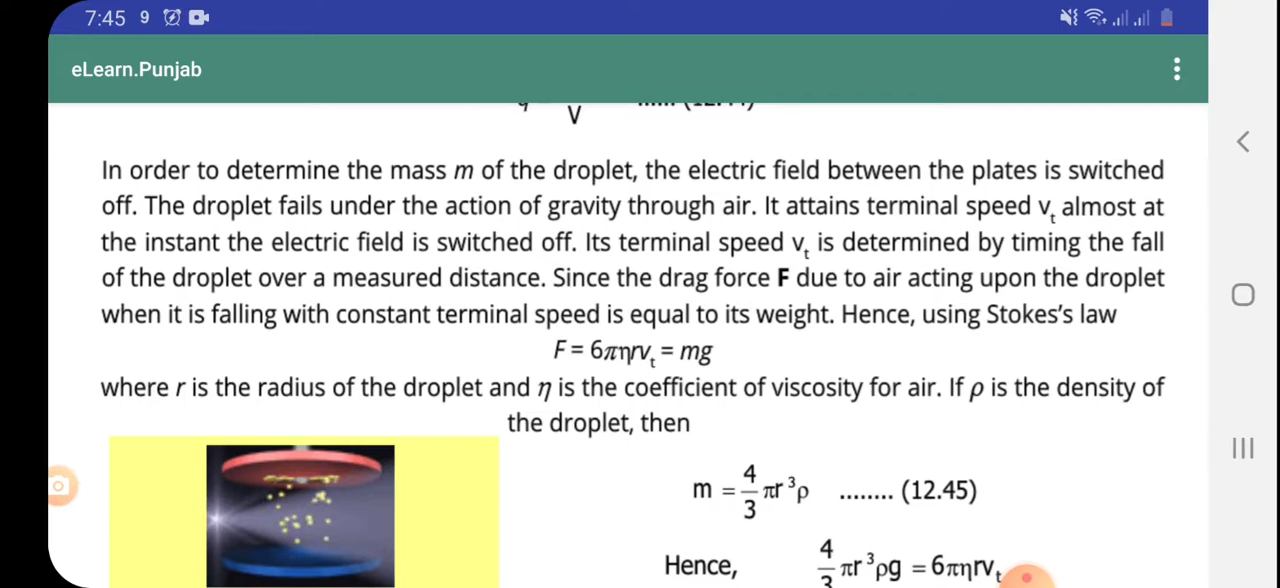 7:45 9
eLearn.Punjab
V
In order to determine the mass m of the droplet, the electric field between the plates is switched
off. The droplet fails under the action of gravity through air. It attains terminal speed vₜ almost at
the instant the electric field is switched off. Its terminal speed vₜ is determined by timing the fall
of the droplet over a measured distance. Since the drag force F due to air acting upon the droplet
when it is falling with constant terminal speed is equal to its weight. Hence, using Stokes's law
F = 6πηrvₜ = mg
where r is the radius of the droplet and η is the coefficient of viscosity for air. If ρ is the density of
the droplet, then
m = 4/3 πr³ρ ........ (12.45)
Hence, 4/3 πr³ρg = 6πηrvₜ